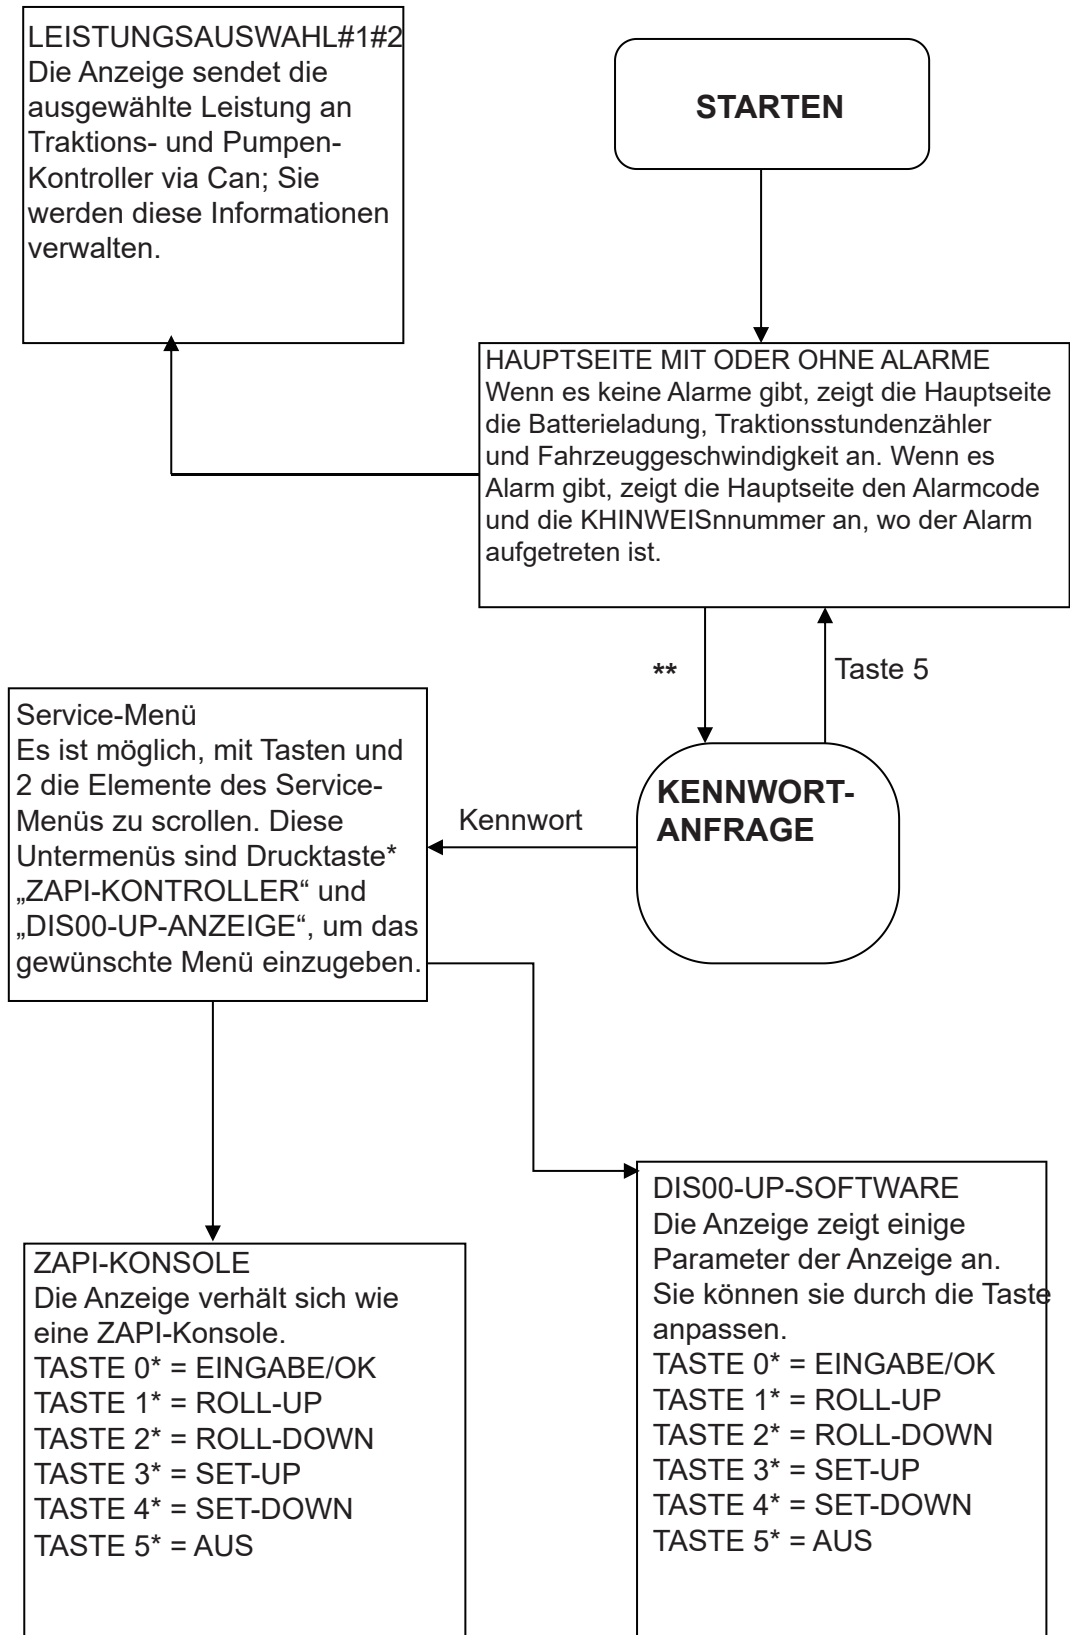 LEISTUNGSAUSWAHL#1#2
Die Anzeige sendet die
ausgewählte Leistung an
Traktions- und Pumpen-
Kontroller via Can; Sie
werden diese Informationen
verwalten.
STARTEN
HAUPTSEITE MIT ODER OHNE ALARME
Wenn es keine Alarme gibt, zeigt die Hauptseite
die Batterieladung, Traktionsstundenzähler
und Fahrzeuggeschwindigkeit an. Wenn es
Alarm gibt, zeigt die Hauptseite den Alarmcode
und die KHINWEISnnummer an, wo der Alarm
aufgetreten ist.
**
Taste 5
Service-Menü
Es ist möglich, mit Tasten und
2 die Elemente des Service-
Menüs zu scrollen. Diese
Untermenüs sind Drucktaste*
„ZAPI-KONTROLLER“ und
„DIS00-UP-ANZEIGE“, um das
gewünschte Menü einzugeben.
Kennwort
KENNWORT-
ANFRAGE
ZAPI-KONSOLE
Die Anzeige verhält sich wie
eine ZAPI-Konsole.
TASTE 0* = EINGABE/OK
TASTE 1* = ROLL-UP
TASTE 2* = ROLL-DOWN
TASTE 3* = SET-UP
TASTE 4* = SET-DOWN
TASTE 5* = AUS
DIS00-UP-SOFTWARE
Die Anzeige zeigt einige
Parameter der Anzeige an.
Sie können sie durch die Taste
anpassen.
TASTE 0* = EINGABE/OK
TASTE 1* = ROLL-UP
TASTE 2* = ROLL-DOWN
TASTE 3* = SET-UP
TASTE 4* = SET-DOWN
TASTE 5* = AUS